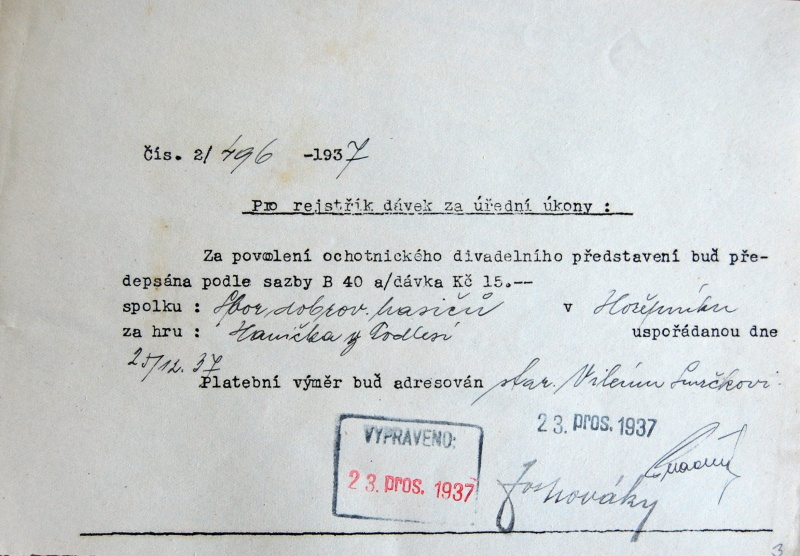 Čís. 2/496 -1937
Pro rejstřík dávek za úřední úkony :
Za povolení ochotnického divadelního představení buď pře-
depsána podle sazby B 40 a/dávka Kč 15.--
spolku : Sbor dobrov. hasičů v Hořepníku
za hru : Hanička z Podlesí uspořádanou dne
25/12. 37
Platební výměr buď adresován star. Vilému Smrčkovi.
VYPRAVENO:
23. pros. 1937
23. pros. 1937
3